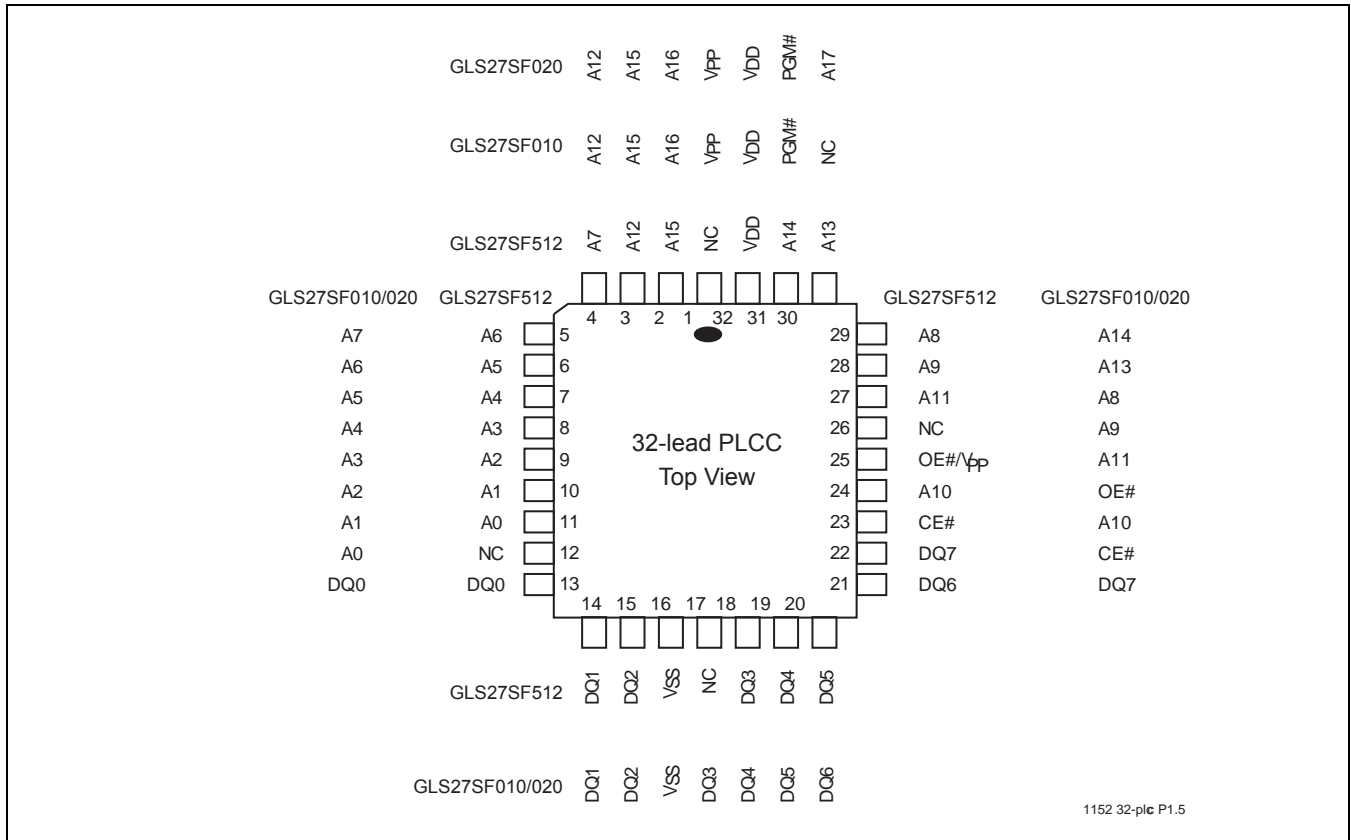 GLS27SF020 A12 A15 A16 VPP VDD PGM# A17
GLS27SF010 A12 A15 A16 VPP VDD PGM# NC
GLS27SF512 A7 A12 A15 NC VDD A14 A13
GLS27SF010/020 GLS27SF512 GLS27SF512 GLS27SF010/020
4 3 2 1 32 31 30
A7 A6 5 29 A8 A14
A6 A5 6 28 A9 A13
A5 A4 7 27 A11 A8
A4 A3 8 26 NC A9
A3 A2 9 25 OE#/VPP A11
A2 A1 10 24 A10 OE#
A1 A0 11 23 CE# A10
A0 NC 12 22 DQ7 CE#
DQ0 DQ0 13 21 DQ6 DQ7
32-lead PLCC
Top View
14 15 16 17 18 19 20
GLS27SF512 DQ1 DQ2 VSS NC DQ3 DQ4 DQ5
GLS27SF010/020 DQ1 DQ2 VSS DQ3 DQ4 DQ5 DQ6
1152 32-plc P1.5